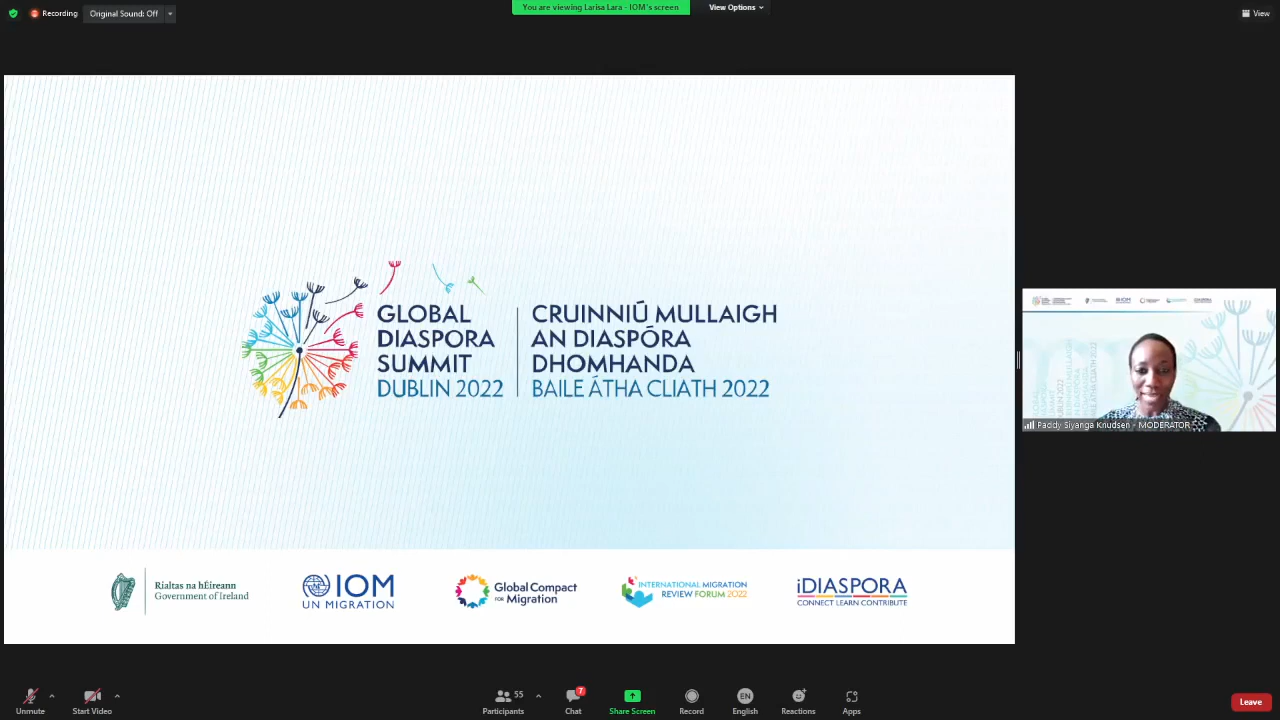 Recording
Original Sound: Off
You are viewing Larisa Lara - IOM's screen
View Options
View
GLOBAL
DIASPORA
SUMMIT
DUBLIN 2022
CRUINNIÚ MULLAIGH
AN DIASPÓRA
DHOMHANDA
BAILE ÁTHA CLIATH 2022
Paddy Siyanga Knudsen - MODERATOR
Rialtas na hÉireann
Government of Ireland
IOM
UN MIGRATION
Global Compact
FOR Migration
INTERNATIONAL MIGRATION
REVIEW FORUM 2022
iDIASPORA
CONNECT LEARN CONTRIBUTE
Unmute
Start Video
55
Participants
7
Chat
Share Screen
Record
EN
English
Reactions
Apps
Leave